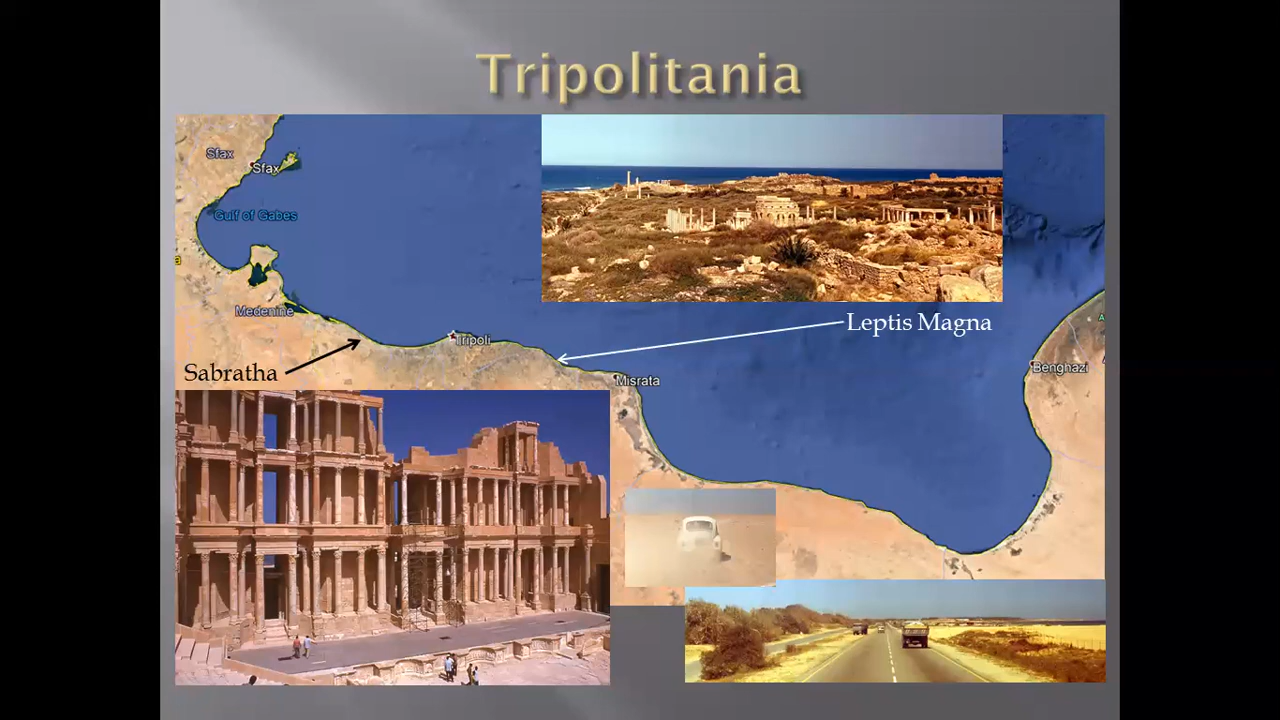 Tripolitania
Sfax
Sfax
Gulf of Gabes
Medenine
Tripoli
Leptis Magna
Sabratha
Misrata
Benghazi